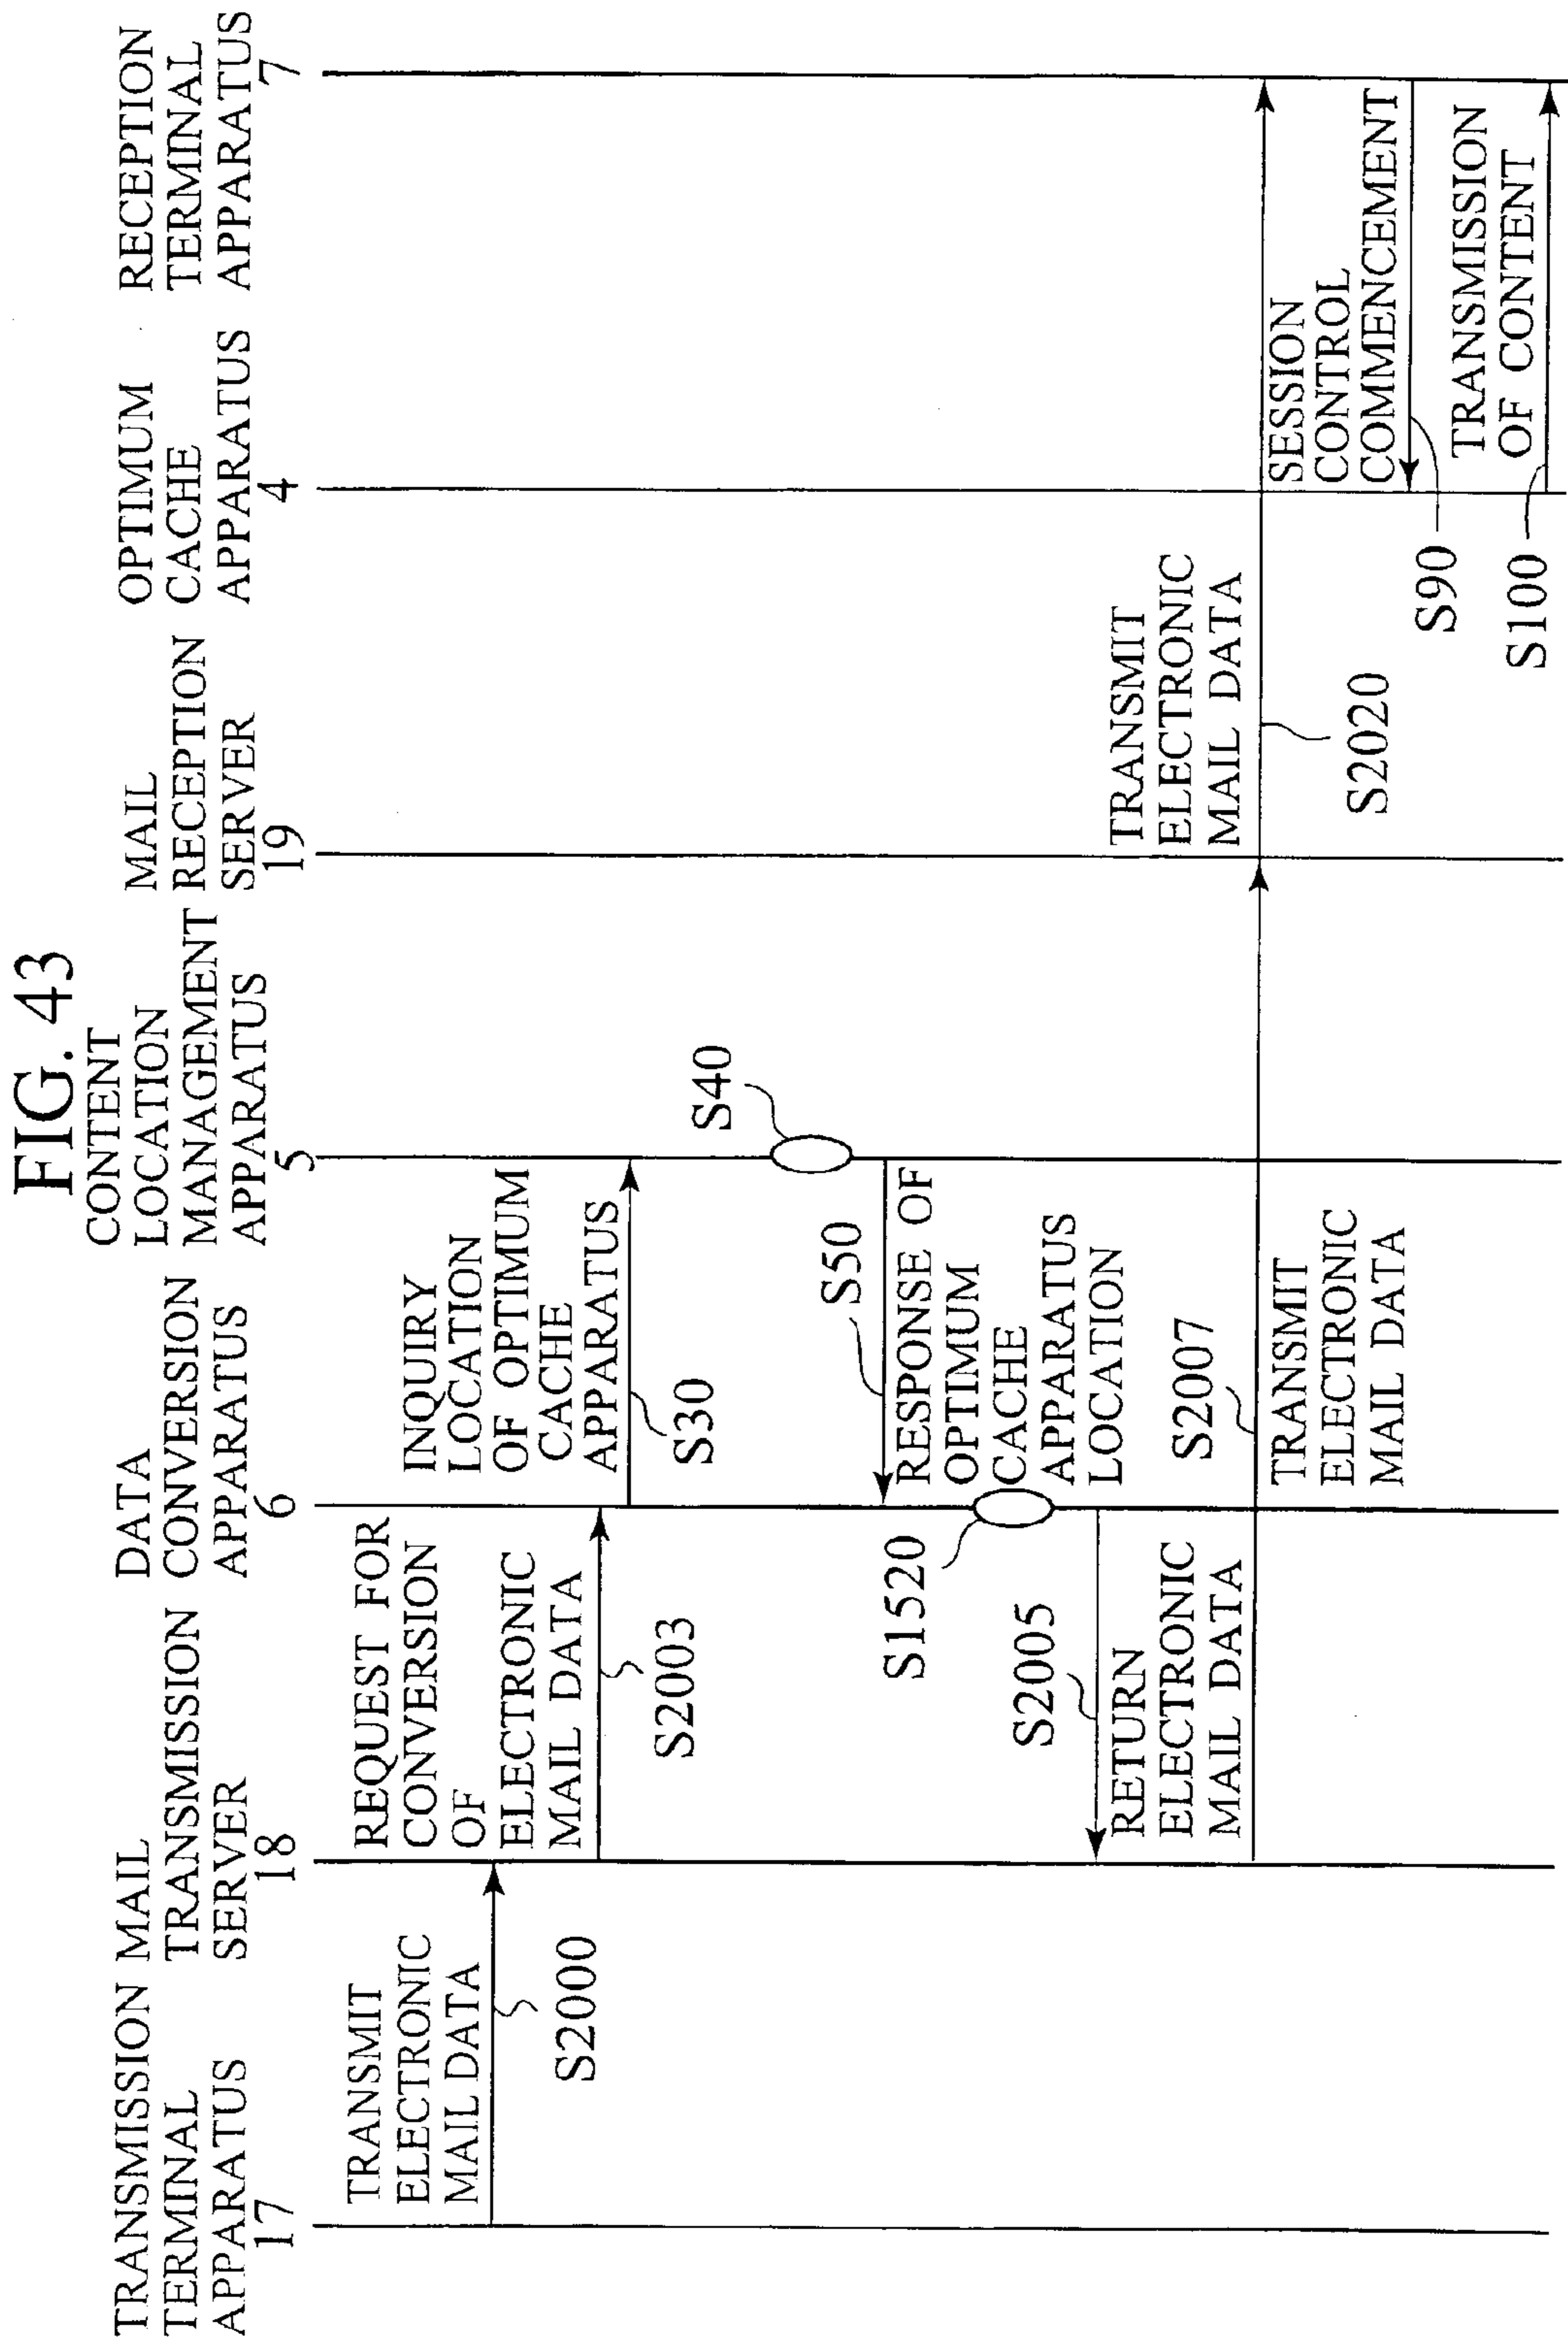 FIG. 43
TRANSMISSION
TERMINAL
APPARATUS
17
MAIL
TRANSMISSION
SERVER
18
DATA
CONVERSION
APPARATUS
6
CONTENT
LOCATION
MANAGEMENT
APPARATUS
5
MAIL
RECEPTION
SERVER
19
OPTIMUM
CACHE
APPARATUS
4
RECEPTION
TERMINAL
APPARATUS
7
TRANSMIT
ELECTRONIC
MAIL DATA
S2000
REQUEST FOR
CONVERSION
OF
ELECTRONIC
MAIL DATA
S2003
INQUIRY
LOCATION
OF OPTIMUM
CACHE
APPARATUS
S30
S40
S50
RESPONSE OF
OPTIMUM
CACHE
APPARATUS
LOCATION
S1520
S2005
RETURN
ELECTRONIC
MAIL DATA
S2007
TRANSMIT
ELECTRONIC
MAIL DATA
TRANSMIT
ELECTRONIC
MAIL DATA
S2020
SESSION
CONTROL
COMMENCEMENT
S90
TRANSMISSION
OF CONTENT
S100